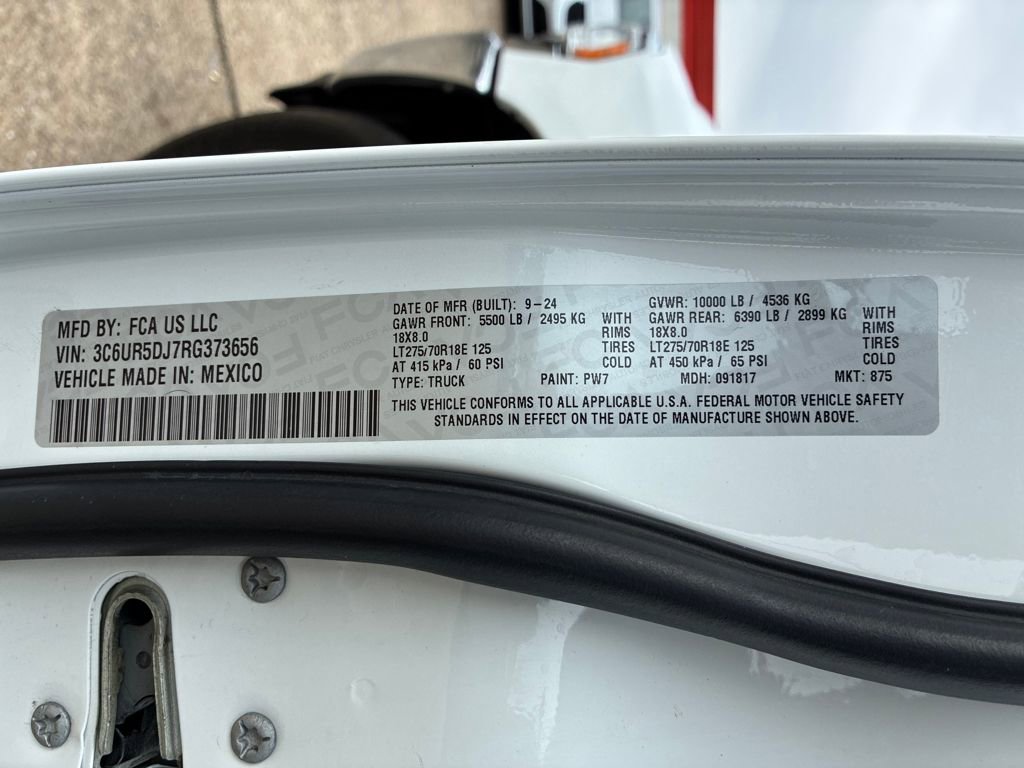 MFD BY: FCA US LLC
VIN: 3C6UR5DJ7RG373656
VEHICLE MADE IN: MEXICO
DATE OF MFR (BUILT): 9-24
GAWR FRONT: 5500 LB / 2495 KG WITH
18X8.0 RIMS
LT275/70R18E 125 TIRES
AT 415 kPa / 60 PSI COLD
GVWR: 10000 LB / 4536 KG
GAWR REAR: 6390 LB / 2899 KG WITH
18X8.0 RIMS
LT275/70R18E 125 TIRES
AT 450 kPa / 65 PSI COLD
TYPE: TRUCK PAINT: PW7 MDH: 091817 MKT: 875
THIS VEHICLE CONFORMS TO ALL APPLICABLE U.S.A. FEDERAL MOTOR VEHICLE SAFETY
STANDARDS IN EFFECT ON THE DATE OF MANUFACTURE SHOWN ABOVE.